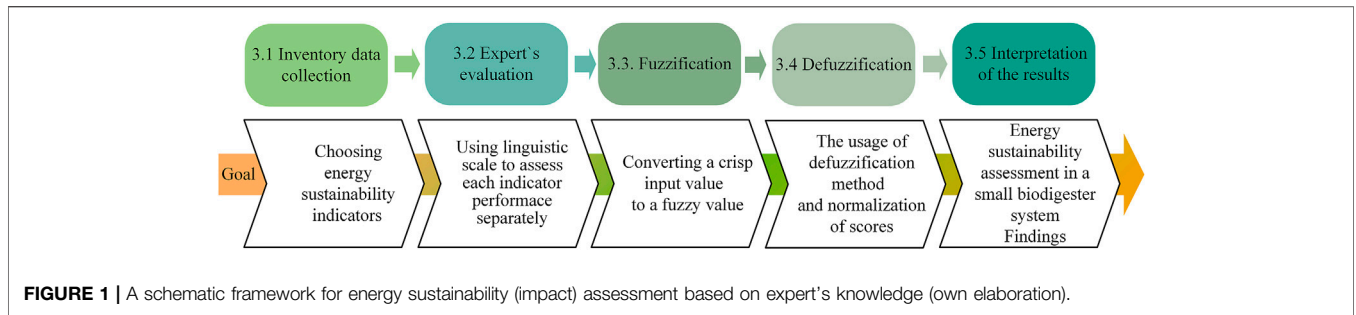 3.1 Inventory data
collection
3.2 Expert`s
evaluation
3.3. Fuzzification
3.4 Defuzzification
3.5 Interpretation
of the results
Goal
Choosing
energy
sustainability
indicators
Using linguistic
scale to assess
each indicator
performace
separately
Converting a crisp
input value
to a fuzzy value
The usage of
defuzzification
method
and normalization
of scores
Energy
sustainability
assessment in a
small biodigester
system
Findings
FIGURE 1 | A schematic framework for energy sustainability (impact) assessment based on expert's knowledge (own elaboration).